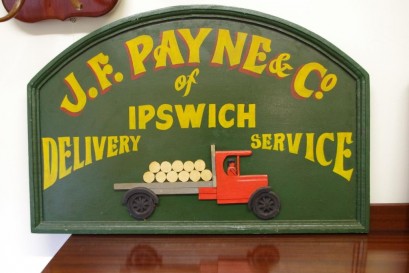 J.F. PAYNE & Co
of
IPSWICH
DELIVERY SERVICE